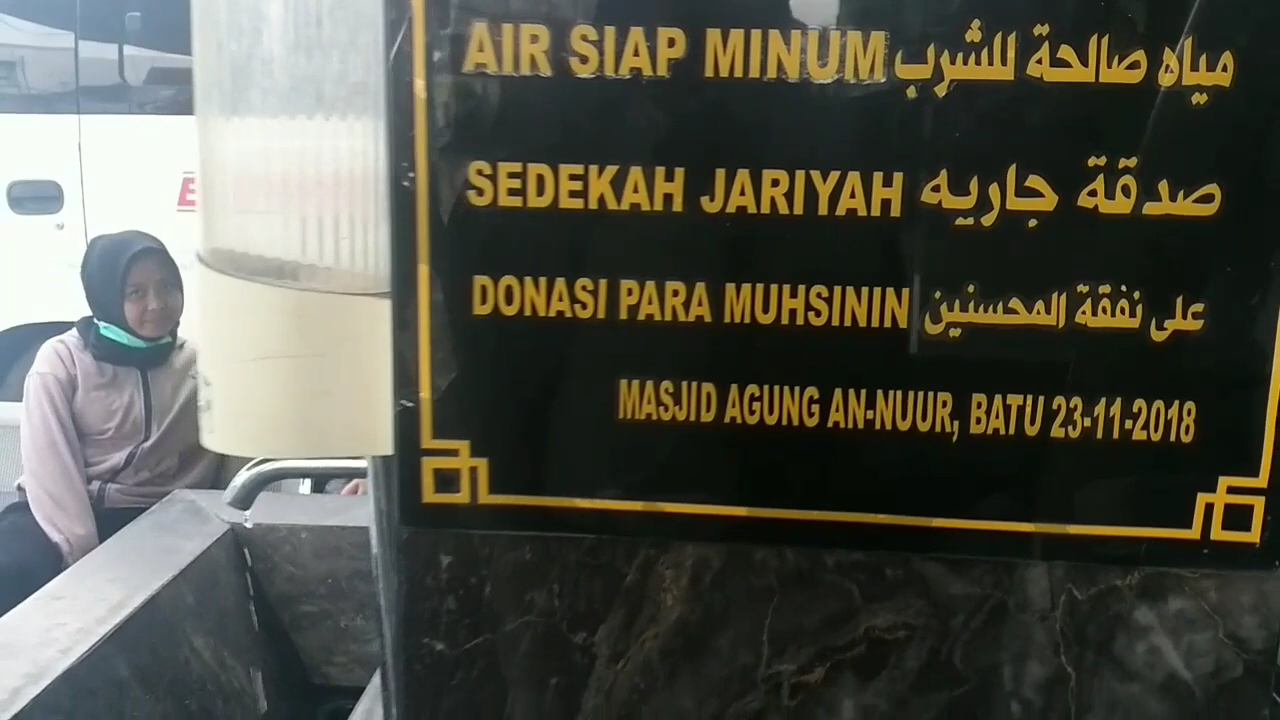 AIR SIAP MINUM مياه صالحة للشرب
SEDEKAH JARIYAH صدقة جاريه
DONASI PARA MUHSININ على نفقة المحسنين
MASJID AGUNG AN-NUUR, BATU 23-11-2018